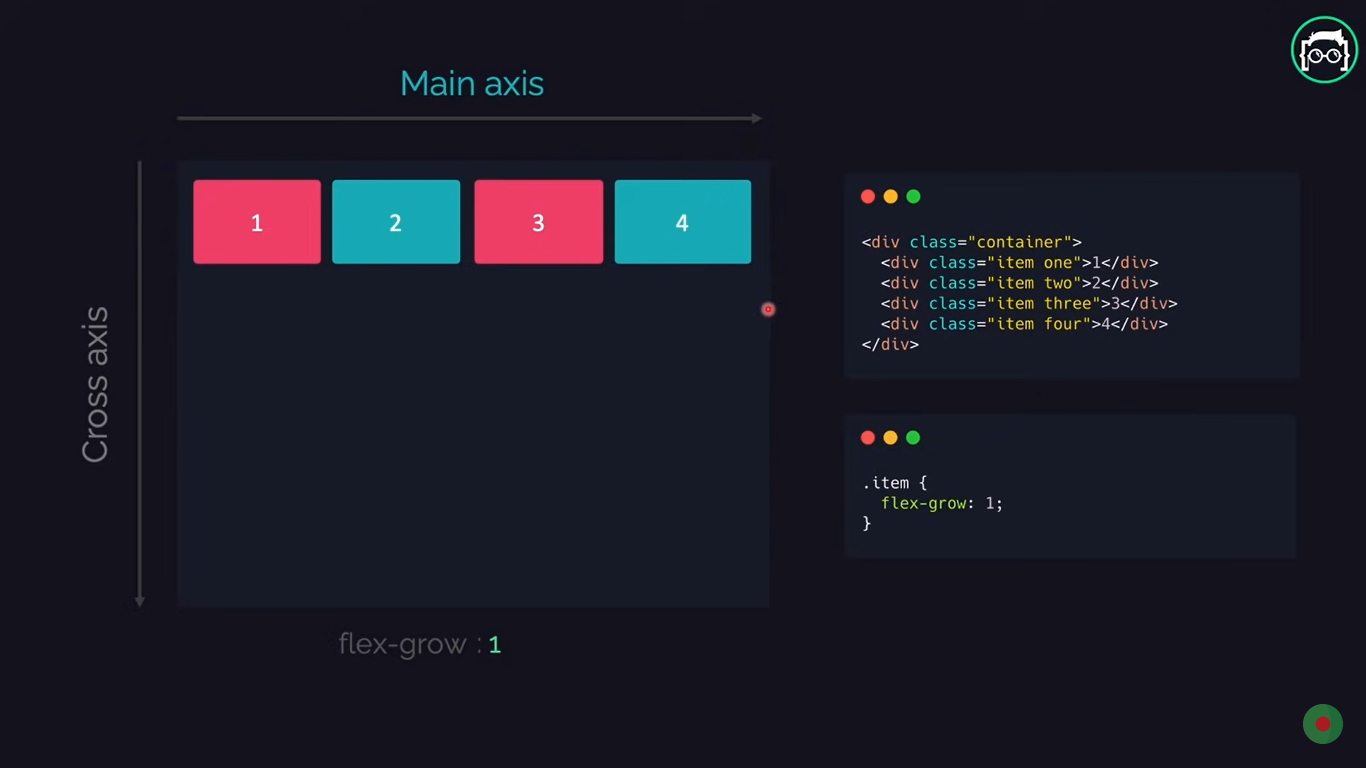 Main axis
Cross axis
1
2
3
4
flex-grow : 1
<div class="container">
<div class="item one">1</div>
<div class="item two">2</div>
<div class="item three">3</div>
<div class="item four">4</div>
</div>
.item {
flex-grow: 1;
}